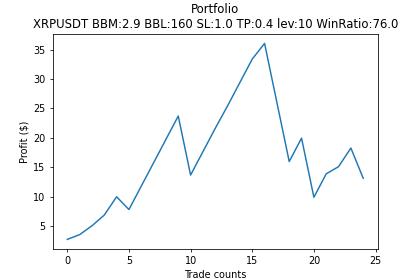 Portfolio
XRPUSDT BBM:2.9 BBL:160 SL:1.0 TP:0.4 lev:10 WinRatio:76.0
35
30
25
20
15
10
5
Profit ($)
0 5 10 15 20 25
Trade counts